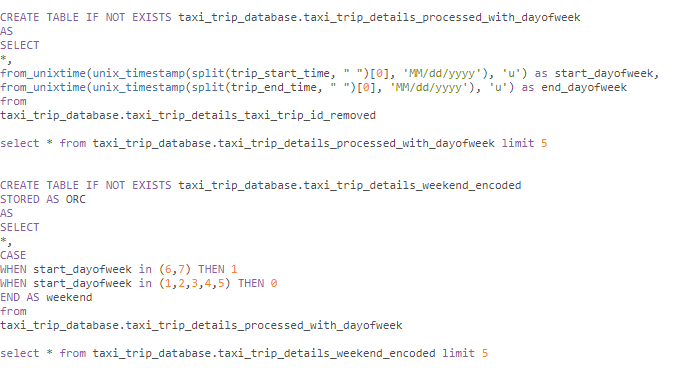 CREATE TABLE IF NOT EXISTS taxi_trip_database.taxi_trip_details_processed_with_dayofweek
AS
SELECT
*,
from_unixtime(unix_timestamp(split(trip_start_time, " ")[0], 'MM/dd/yyyy'), 'u') as start_dayofweek,
from_unixtime(unix_timestamp(split(trip_end_time, " ")[0], 'MM/dd/yyyy'), 'u') as end_dayofweek
from
taxi_trip_database.taxi_trip_details_taxi_trip_id_removed
select * from taxi_trip_database.taxi_trip_details_processed_with_dayofweek limit 5
CREATE TABLE IF NOT EXISTS taxi_trip_database.taxi_trip_details_weekend_encoded
STORED AS ORC
AS
SELECT
*,
CASE
WHEN start_dayofweek in (6,7) THEN 1
WHEN start_dayofweek in (1,2,3,4,5) THEN 0
END AS weekend
from
taxi_trip_database.taxi_trip_details_processed_with_dayofweek
select * from taxi_trip_database.taxi_trip_details_weekend_encoded limit 5